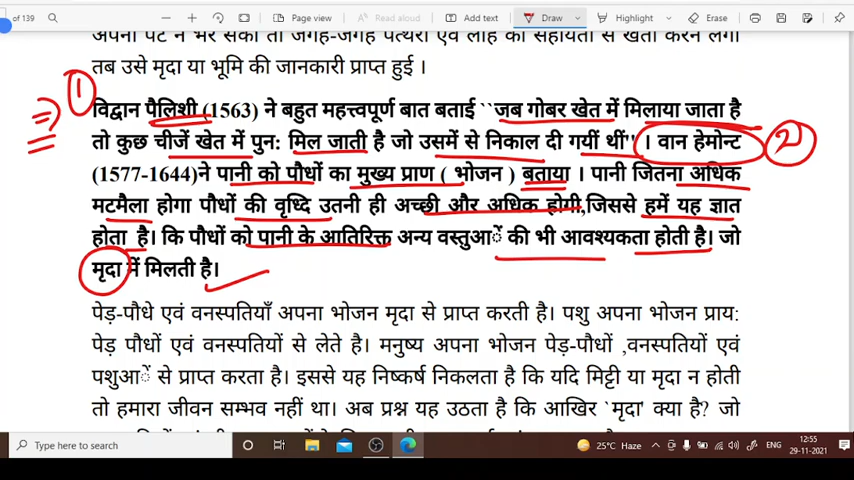 of 139
Page view
Read aloud
Add text
Draw
Highlight
Erase
अपना पेट न भर सका तो जगह-जगह पत्थरों एवं लोहे की सहायता से खेती करने लगा
तब उसे मृदा या भूमि की जानकारी प्राप्त हुई ।
1
विद्वान पैलिशी (1563) ने बहुत महत्त्वपूर्ण बात बताई ``जब गोबर खेत में मिलाया जाता है
तो कुछ चीजें खेत में पुन: मिल जाती है जो उसमें से निकाल दी गयीं थीं'' । वान हेमोन्ट
2
(1577-1644)ने पानी को पौधों का मुख्य प्राण ( भोजन ) बताया । पानी जितना अधिक
मटमैला होगा पौधों की वृध्दि उतनी ही अच्छी और अधिक होगी,जिससे हमें यह ज्ञात
होता है। कि पौधों को पानी के आतिरिक्त अन्य वस्तुआें की भी आवश्यकता होती है। जो
मृदा में मिलती है।
पेड़-पौधे एवं वनस्पतियाँ अपना भोजन मृदा से प्राप्त करती है। पशु अपना भोजन प्राय:
पेड़ पौधों एवं वनस्पतियों से लेते है। मनुष्य अपना भोजन पेड़-पौधों ,वनस्पतियों एवं
पशुआें से प्राप्त करता है। इससे यह निष्कर्ष निकलता है कि यदि मिट्टी या मृदा न होती
तो हमारा जीवन सम्भव नहीं था। अब प्रश्न यह उठता है कि आखिर `मृदा' क्या है? जो
Type here to search
25°C Haze
ENG
12:55
29-11-2021